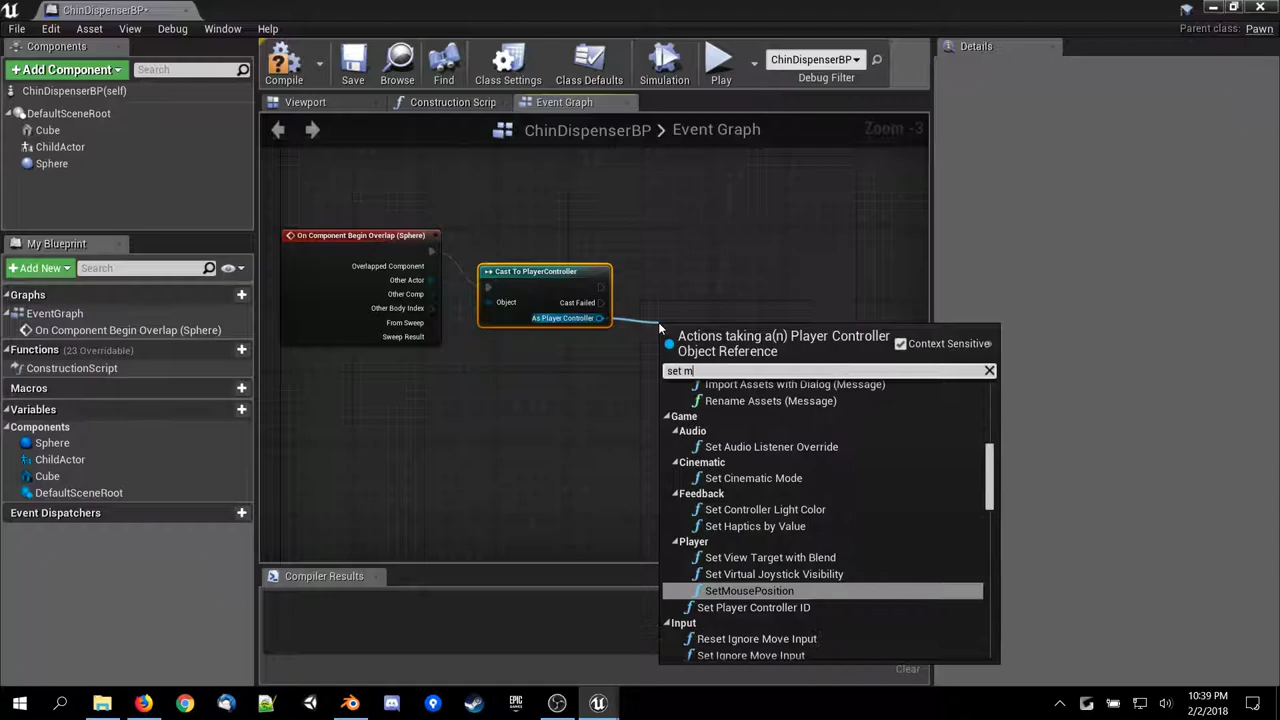 ChinDispenserBP*
File Edit Asset View Debug Window Help
Parent class: Pawn
Components
Add Component
Search
ChinDispenserBP(self)
DefaultSceneRoot
Cube
ChildActor
Sphere
My Blueprint
Add New
Search
Graphs
EventGraph
On Component Begin Overlap (Sphere)
Functions (23 Overridable)
ConstructionScript
Macros
Variables
Components
Sphere
ChildActor
Cube
DefaultSceneRoot
Event Dispatchers
Compile Save Browse Find Class Settings Class Defaults Simulation Play
ChinDispenserBP
Debug Filter
Viewport
Construction Scrip
Event Graph
ChinDispenserBP > Event Graph
Zoom -3
On Component Begin Overlap (Sphere)
Overlapped Component
Other Actor
Other Comp
Other Body Index
From Sweep
Sweep Result
Cast To PlayerController
Object
Cast Failed
As Player Controller
Actions taking a(n) Player Controller
Object Reference
Context Sensitive
set m
Import Assets with Dialog (Message)
Rename Assets (Message)
Game
Audio
Set Audio Listener Override
Cinematic
Set Cinematic Mode
Feedback
Set Controller Light Color
Set Haptics by Value
Player
Set View Target with Blend
Set Virtual Joystick Visibility
SetMousePosition
Set Player Controller ID
Input
Reset Ignore Move Input
Set Ignore Move Input
Compiler Results
Clear
Details
EPIC
GAMES
10:39 PM
2/2/2018